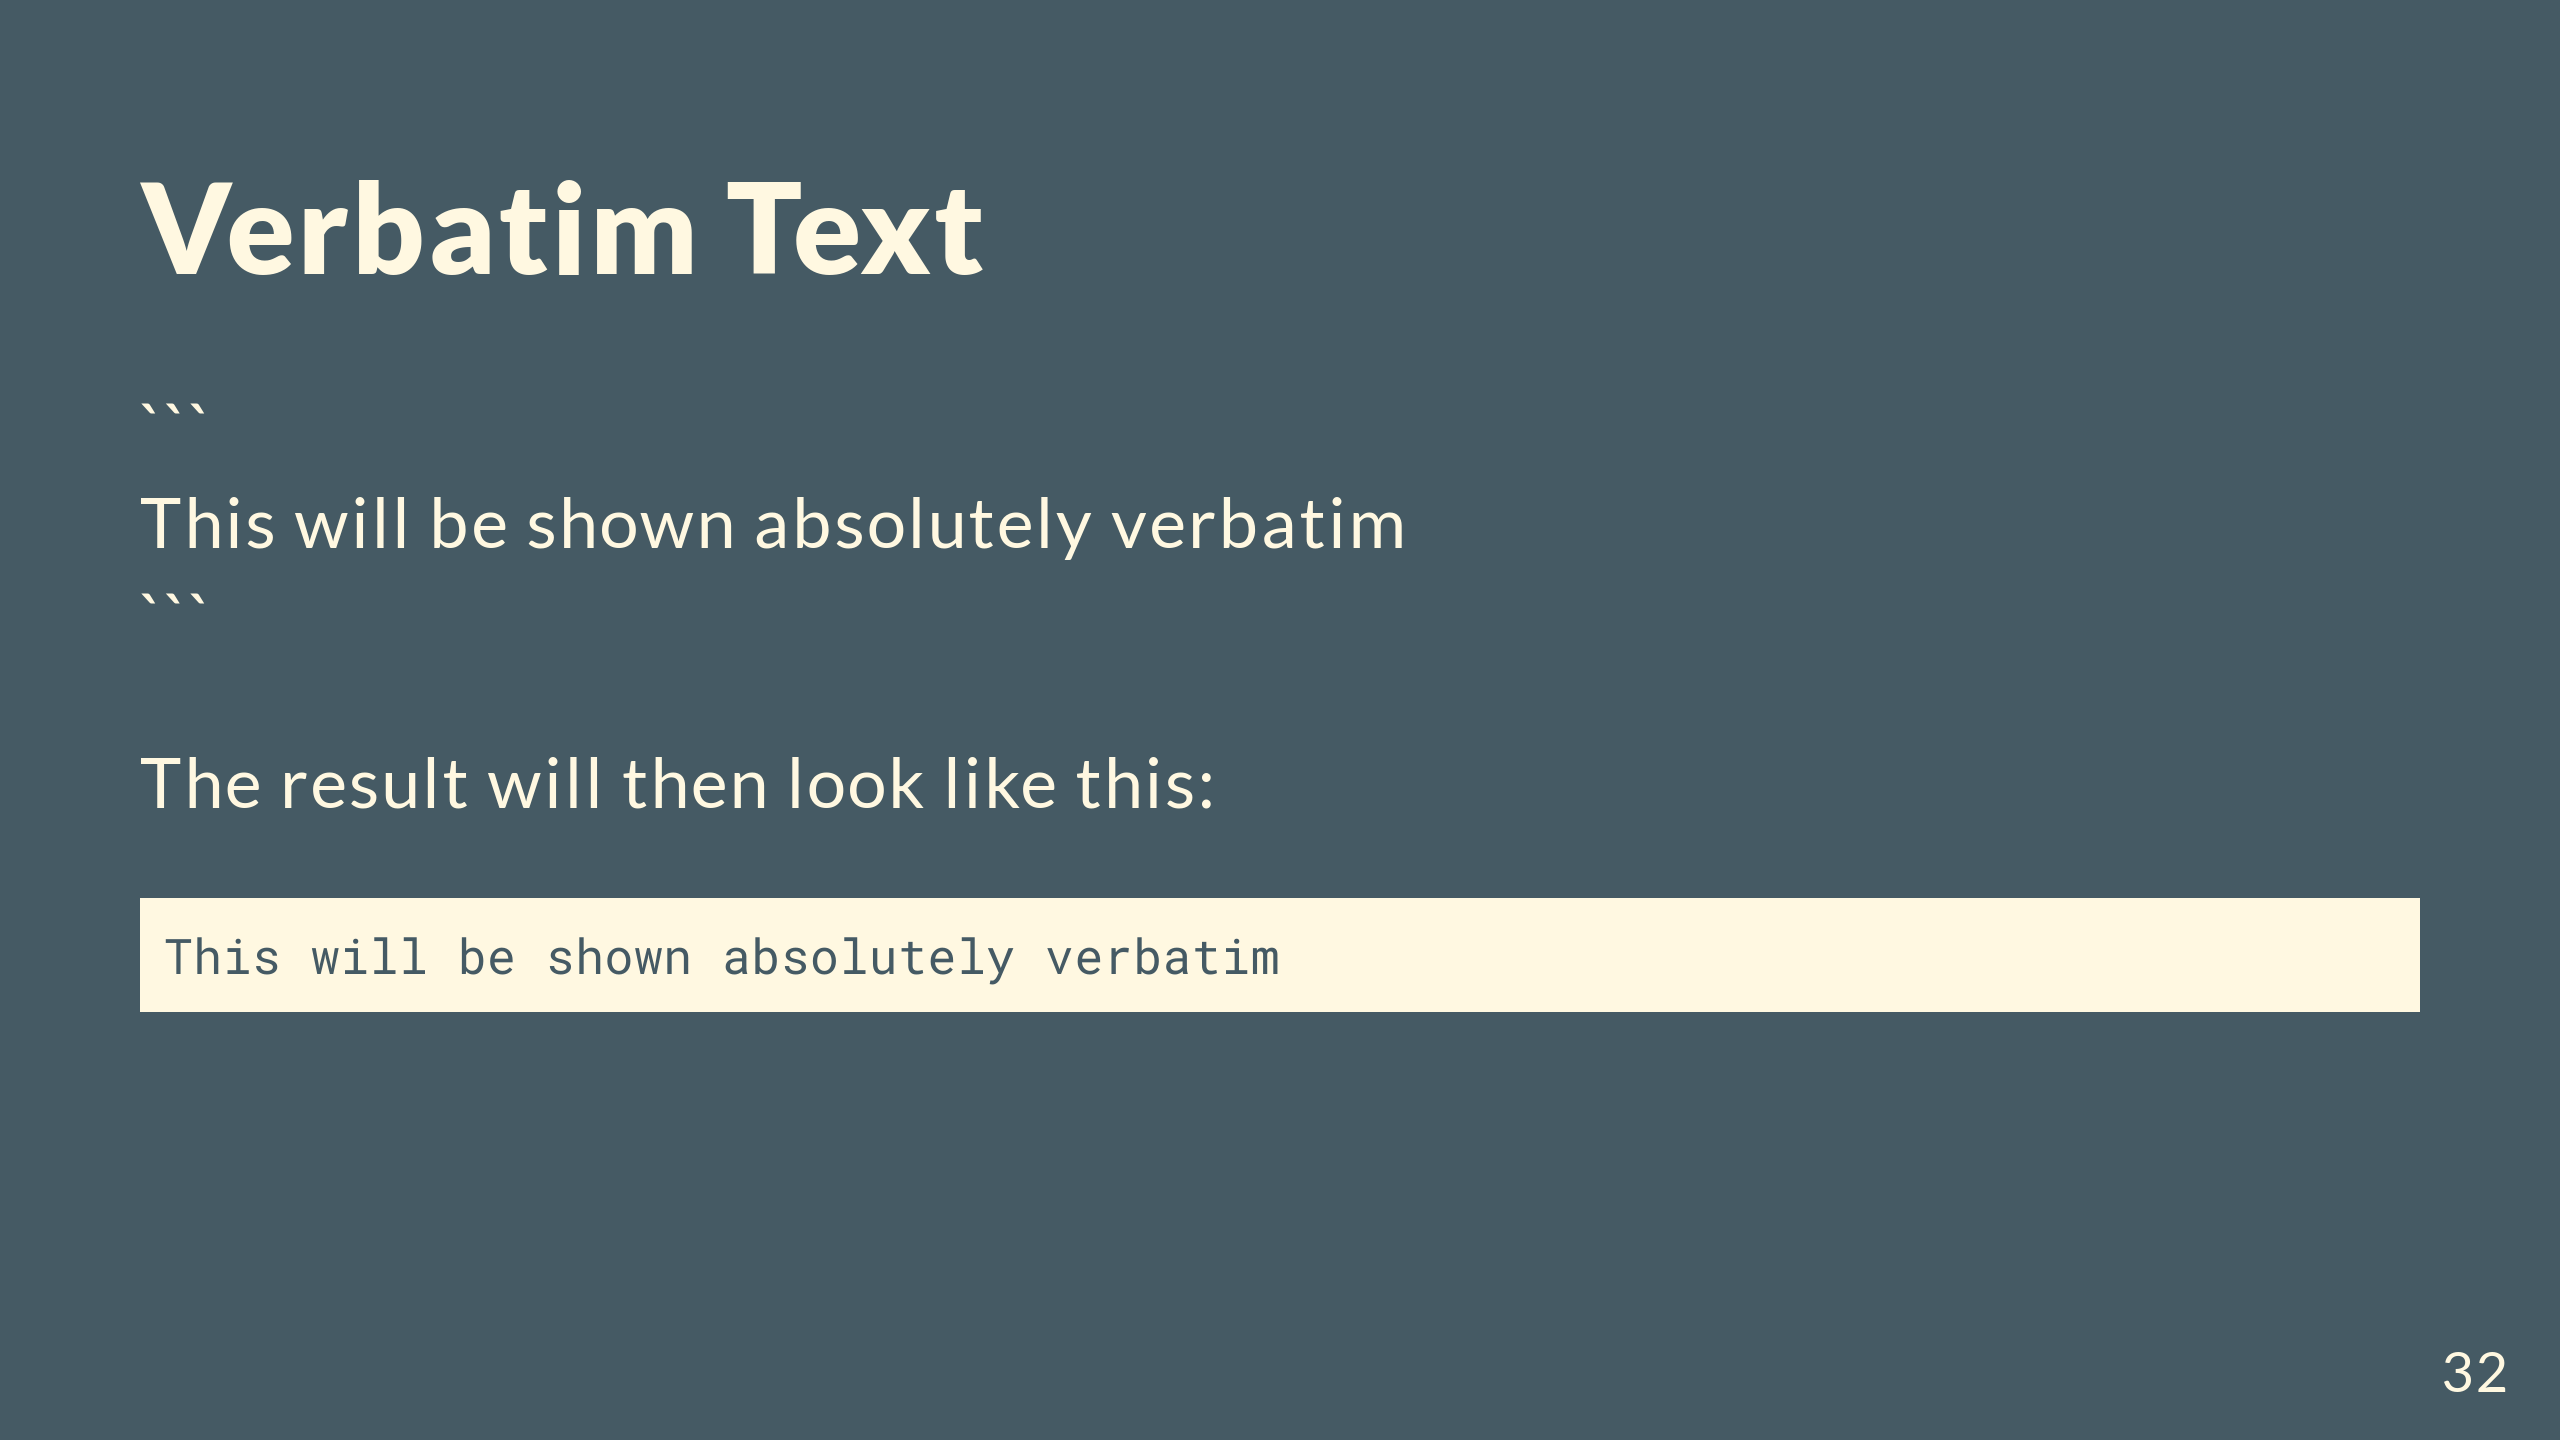 Verbatim Text
```
This will be shown absolutely verbatim
```
The result will then look like this:
This will be shown absolutely verbatim
32